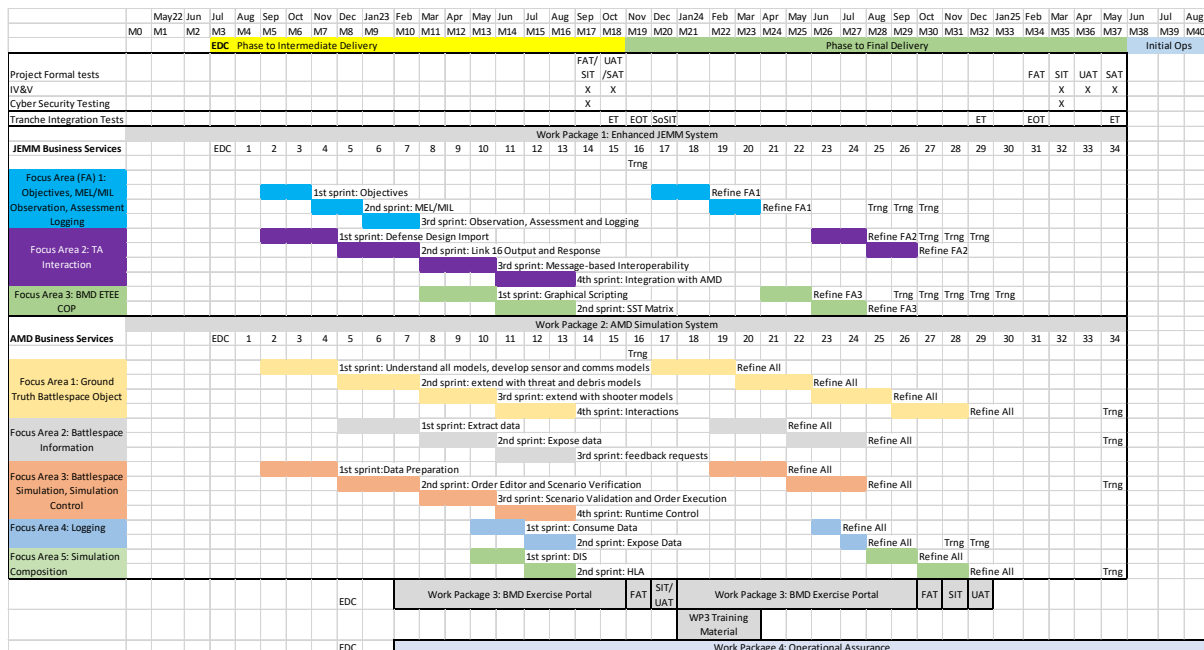 May22 Jun Jul Aug Sep Oct Nov Dec Jan23 Feb Mar Apr May Jun Jul Aug Sep Oct Nov Dec Jan24 Feb Mar Apr May Jun Jul Aug Sep Oct Nov Dec Jan25 Feb Mar Apr May Jun Jul Aug
M0 M1 M2 M3 M4 M5 M6 M7 M8 M9 M10 M11 M12 M13 M14 M15 M16 M17 M18 M19 M20 M21 M22 M23 M24 M25 M26 M27 M28 M29 M30 M31 M32 M33 M34 M35 M36 M37 M38 M39 M40
EDC Phase to Intermediate Delivery Phase to Final Delivery Initial Ops
FAT/ UAT
Project Formal tests SIT /SAT FAT SIT UAT SAT
IV&V X X X X X
Cyber Security Testing X X
Tranche Integration Tests ET EOT SoSIT ET EOT ET
Work Package 1: Enhanced JEMM System
JEMM Business Services EDC 1 2 3 4 5 6 7 8 9 10 11 12 13 14 15 16 17 18 19 20 21 22 23 24 25 26 27 28 29 30 31 32 33 34
Trng
Focus Area (FA) 1:
Objectives, MEL/MIL 1st sprint: Objectives Refine FA1
Observation, Assessment 2nd sprint: MEL/MIL Refine FA1 Trng Trng Trng
Logging 3rd sprint: Observation, Assessment and Logging
1st sprint: Defense Design Import Refine FA2 Trng Trng Trng
Focus Area 2: TA 2nd sprint: Link 16 Output and Response Refine FA2
Interaction 3rd sprint: Message-based Interoperability
4th sprint: Integration with AMD
Focus Area 3: BMD ETEE 1st sprint: Graphical Scripting Refine FA3 Trng Trng Trng Trng
COP 2nd sprint: SST Matrix Refine FA3
Work Package 2: AMD Simulation System
AMD Business Services EDC 1 2 3 4 5 6 7 8 9 10 11 12 13 14 15 16 17 18 19 20 21 22 23 24 25 26 27 28 29 30 31 32 33 34
Trng
1st sprint: Understand all models, develop sensor and comms models Refine All
Focus Area 1: Ground 2nd sprint: extend with threat and debris models Refine All
Truth Battlespace Object 3rd sprint: extend with shooter models Refine All
4th sprint: Interactions Refine All Trng
1st sprint: Extract data Refine All
Focus Area 2: Battlespace 2nd sprint: Expose data Refine All Trng
Information 3rd sprint: feedback requests
1st sprint:Data Preparation Refine All
Focus Area 3: Battlespace 2nd sprint: Order Editor and Scenario Verification Refine All Trng
Simulation, Simulation 3rd sprint: Scenario Validation and Order Execution
Control 4th sprint: Runtime Control
Focus Area 4: Logging 1st sprint: Consume Data Refine All
2nd sprint: Expose Data Refine All Trng Trng
Focus Area 5: Simulation 1st sprint: DIS Refine All
Composition 2nd sprint: HLA Refine All Trng
EDC Work Package 3: BMD Exercise Portal FAT SIT/ UAT Work Package 3: BMD Exercise Portal FAT SIT UAT
WP3 Training
Material
EDC Work Package 4: Operational Assurance